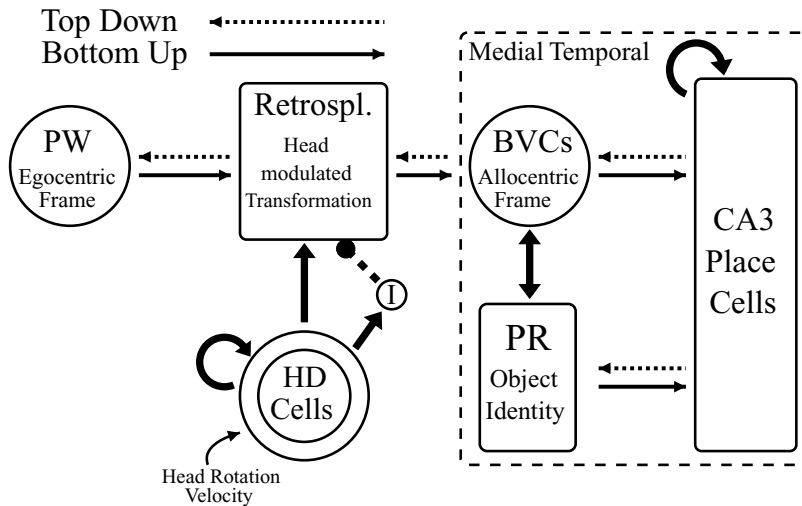 Top Down
Bottom Up
Medial Temporal
PW
Egocentric
Frame
Retrospl.
Head
modulated
Transformation
BVCs
Allocentric
Frame
CA3
Place
Cells
I
PR
Object
Identity
HD
Cells
Head Rotation
Velocity